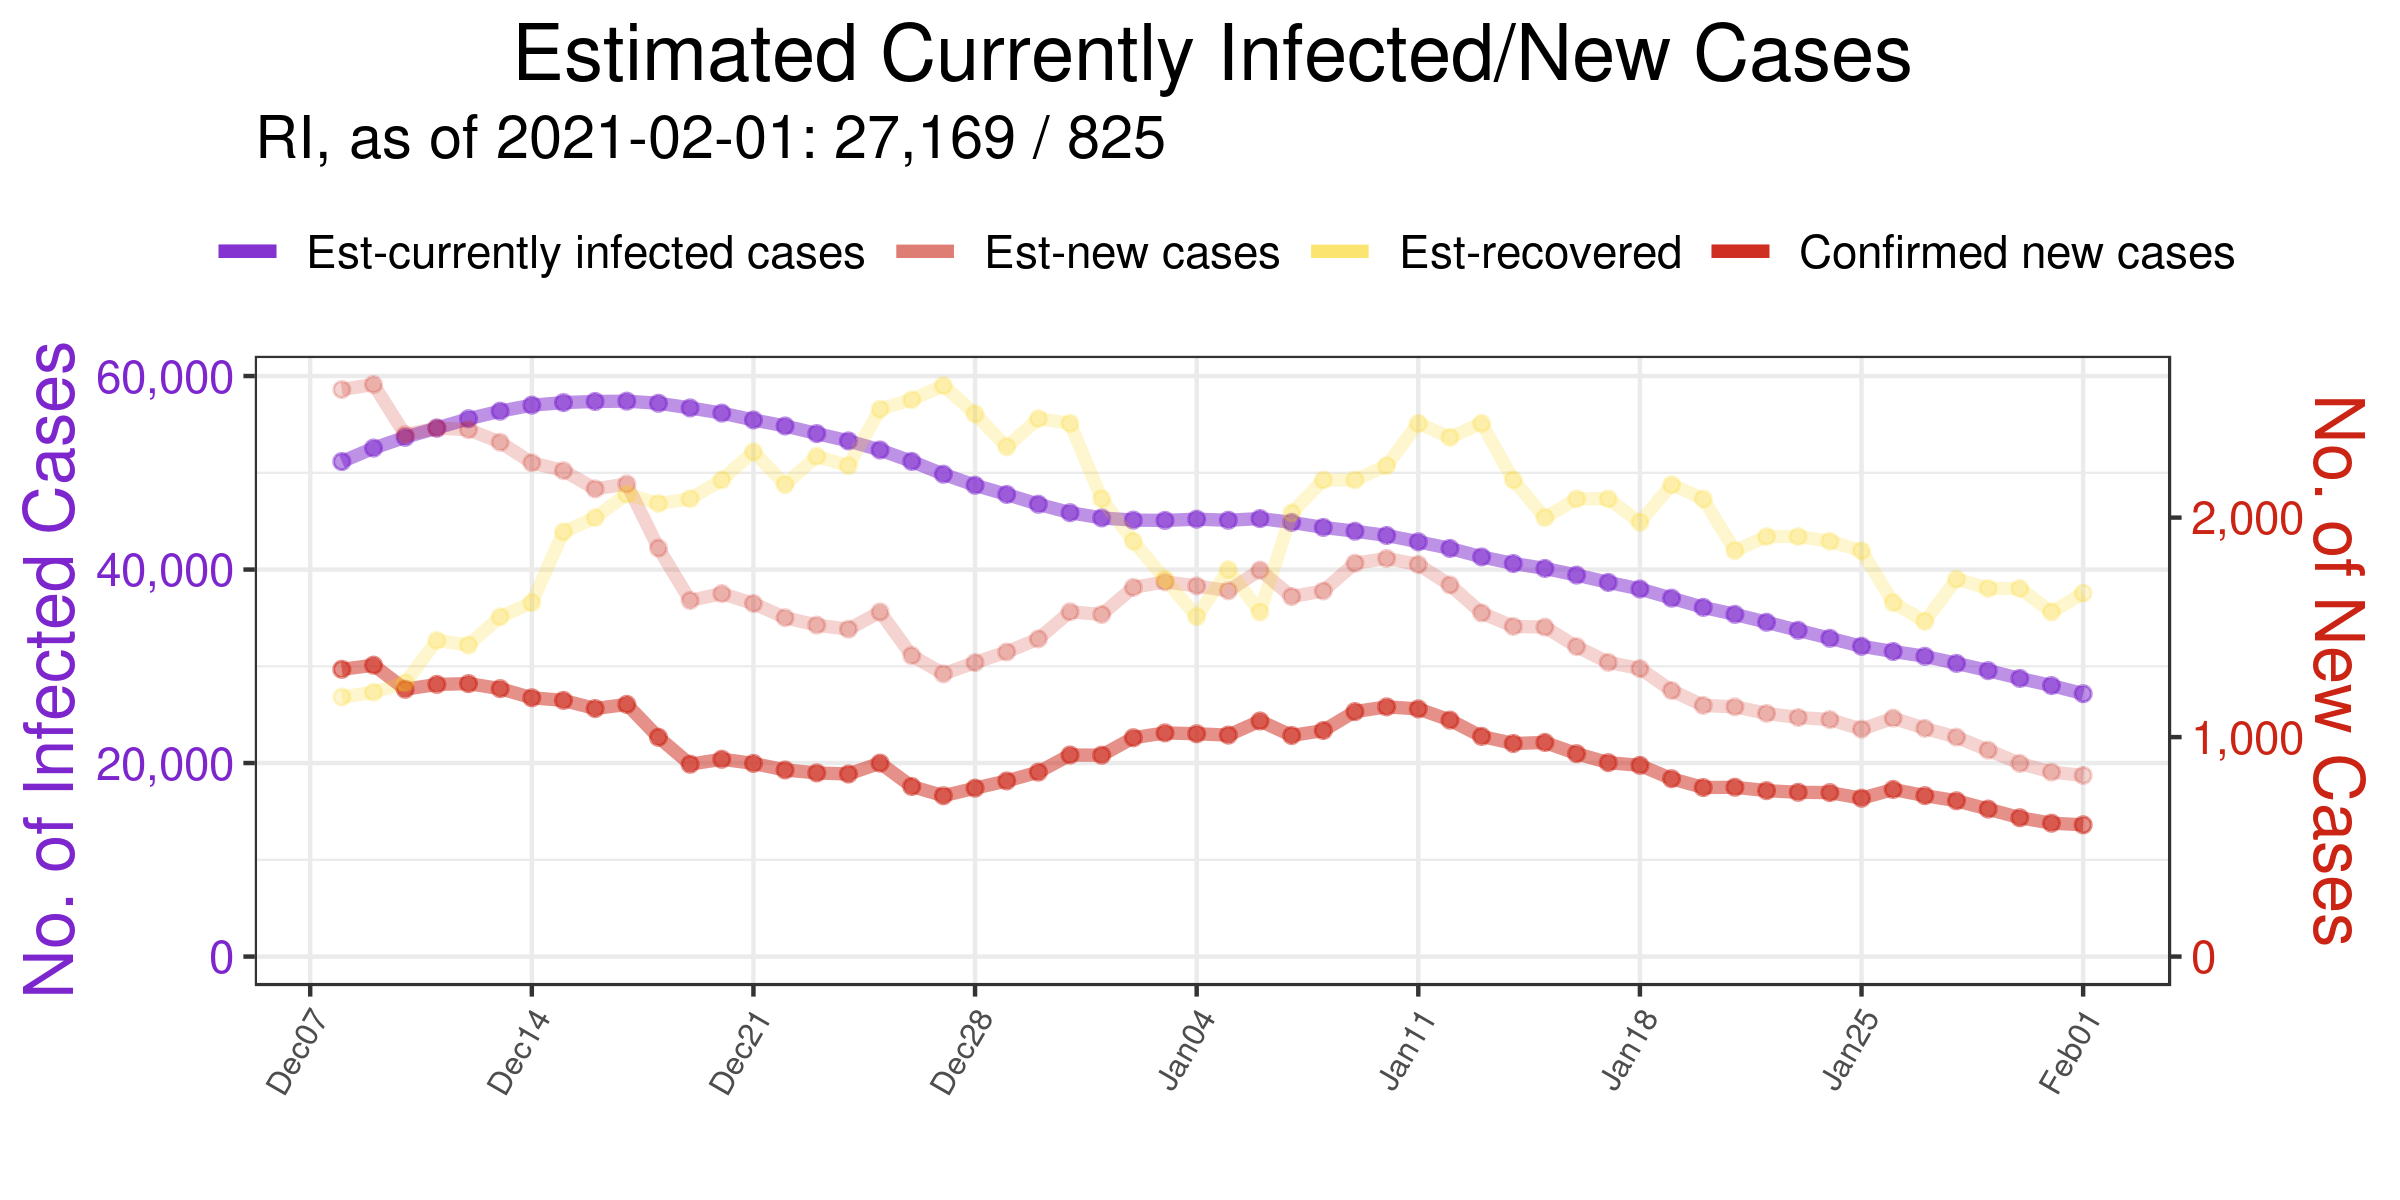 Estimated Currently Infected/New Cases
RI, as of 2021-02-01: 27,169 / 825
Est-currently infected cases Est-new cases Est-recovered Confirmed new cases
No. of Infected Cases
60,000
40,000
20,000
0
2,000
1,000
0
No. of New Cases
Dec07 Dec14 Dec21 Dec28 Jan04 Jan11 Jan18 Jan25 Feb01